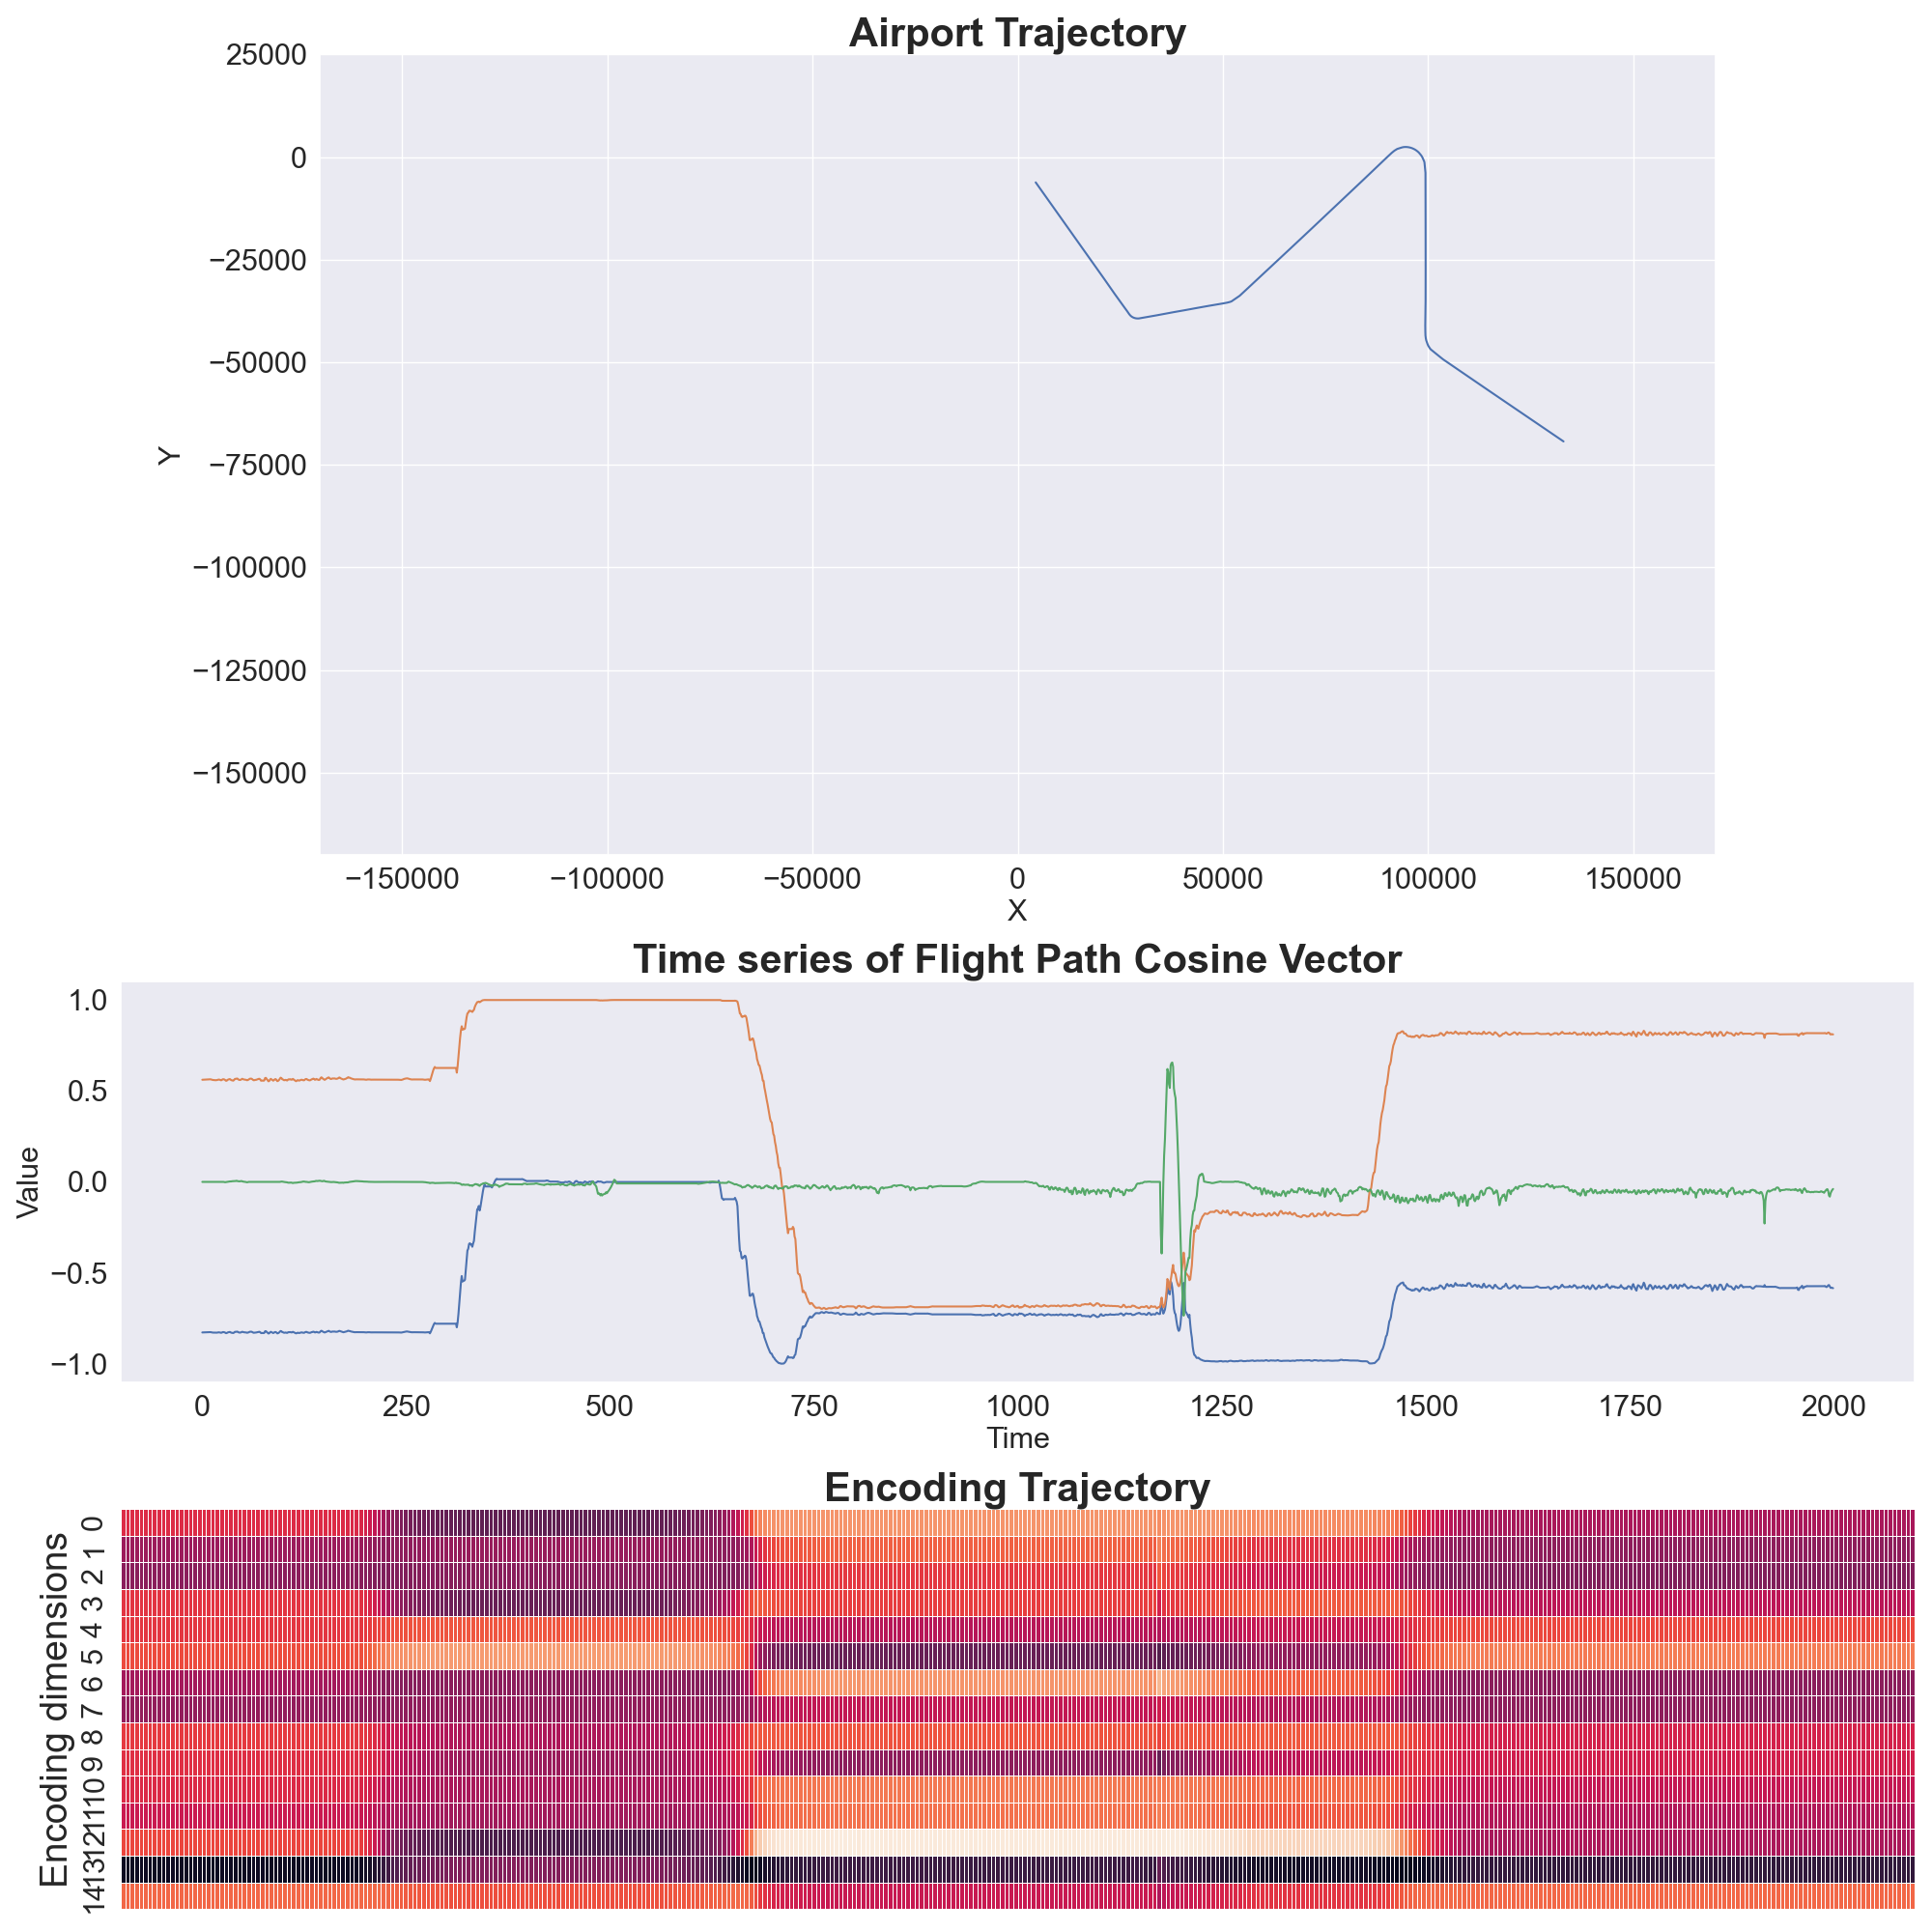 Airport Trajectory
25000
0
−25000
−50000
−75000
−100000
−125000
−150000
Y
−150000 −100000 −50000 0 50000 100000 150000
X
Time series of Flight Path Cosine Vector
1.0
0.5
0.0
−0.5
−1.0
Value
0 250 500 750 1000 1250 1500 1750 2000
Time
Encoding Trajectory
Encoding dimensions
0
1
2
3
4
5
6
7
8
9
10
11
12
13
14